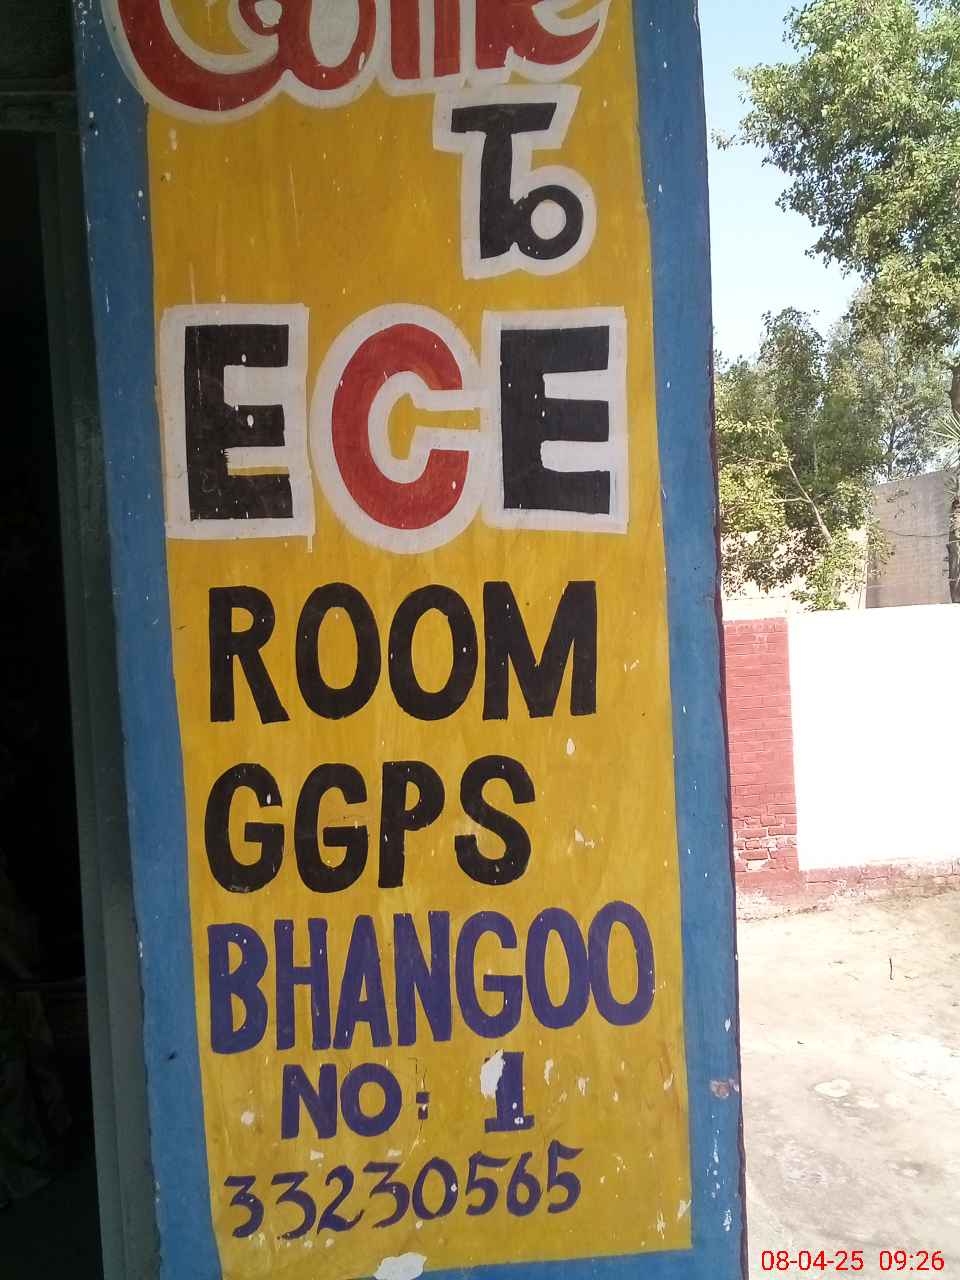 To
ECE
ROOM
GGPS
BHANGOO
NO: 1
33230565
08-04-25 09:26